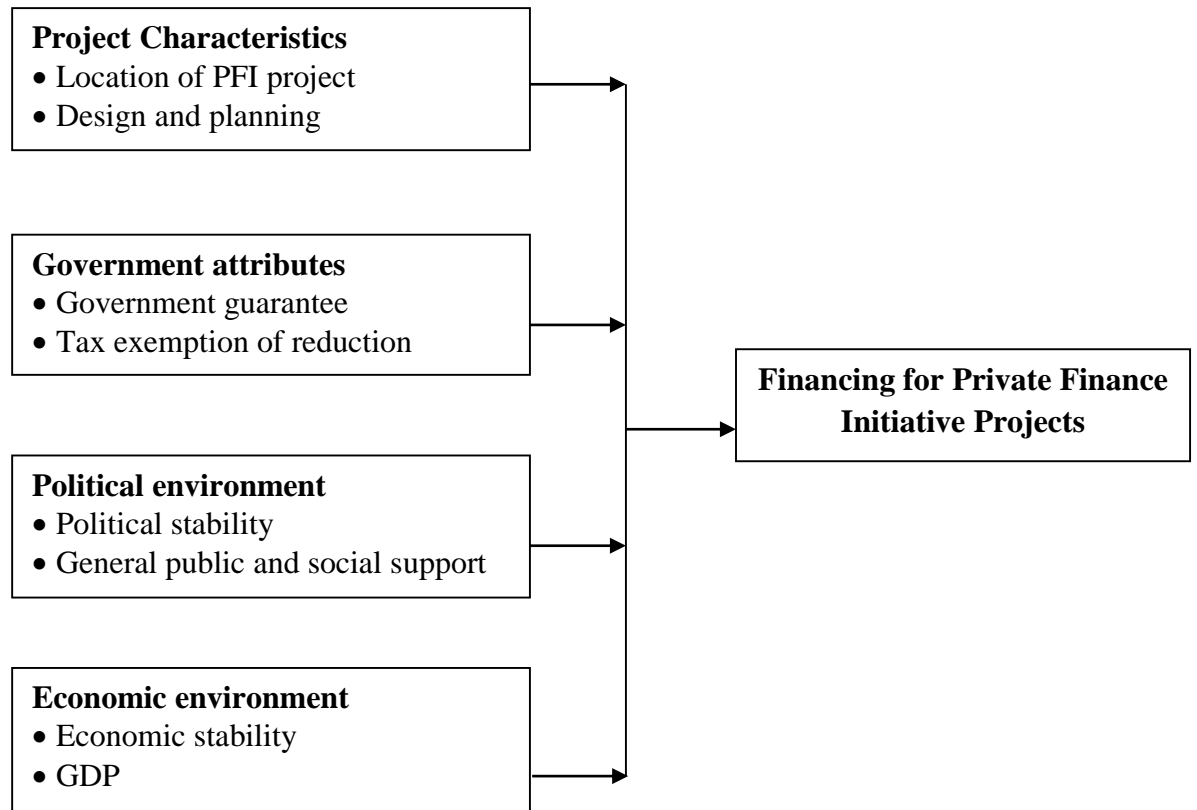 Project Characteristics
• Location of PFI project
• Design and planning
Government attributes
• Government guarantee
• Tax exemption of reduction
Political environment
• Political stability
• General public and social support
Economic environment
• Economic stability
• GDP
Financing for Private Finance
Initiative Projects